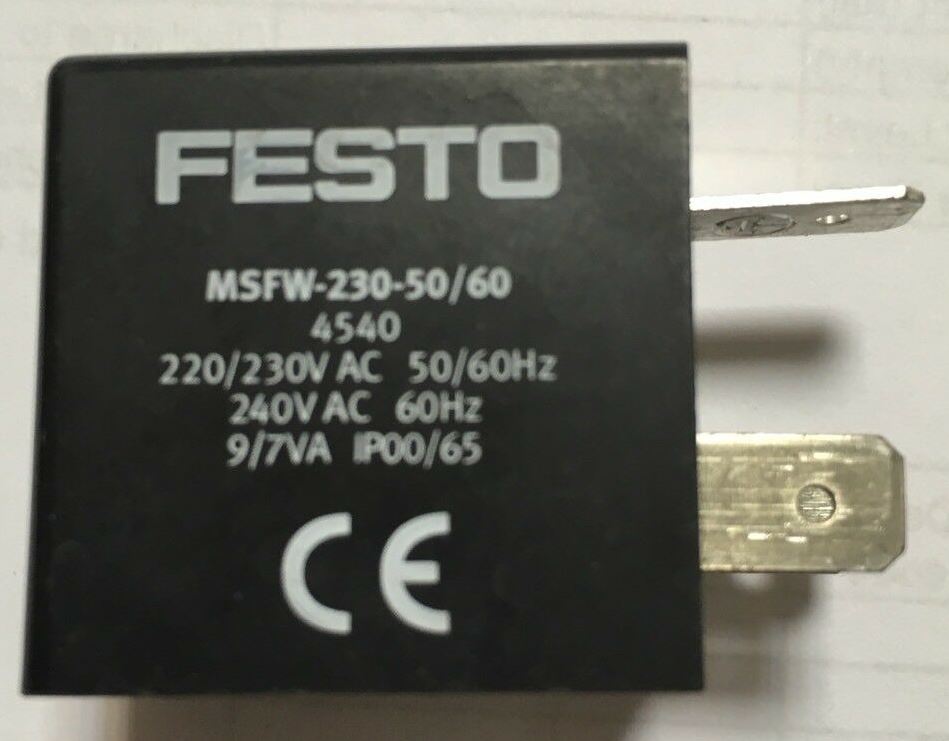 FESTO
MSFW-230-50/60
4540
220/230V AC 50/60Hz
240V AC 60Hz
9/7VA IP00/65
CE